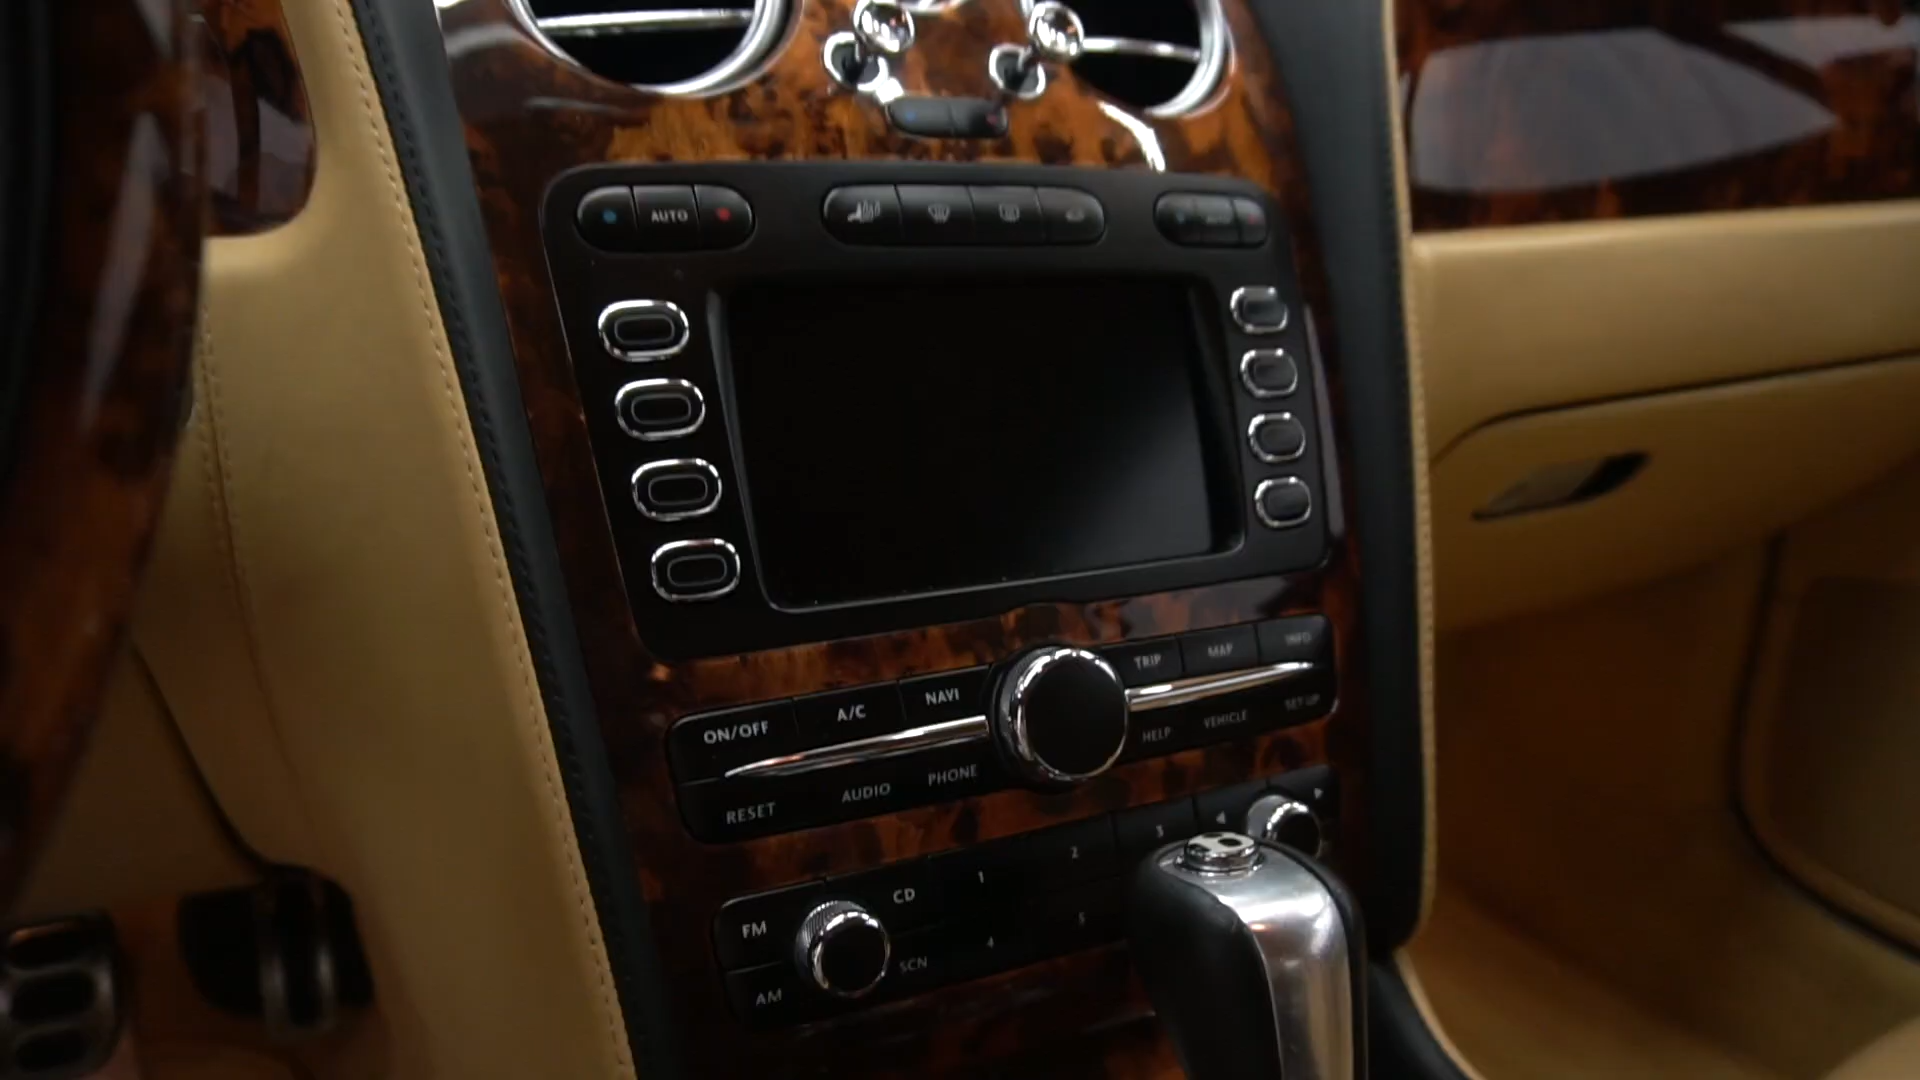 AUTO
ON/OFF A/C NAVI TRIP MAP INFO
RESET AUDIO PHONE HELP VEHICLE SET UP
FM CD 1 2 3
AM SCN 4 5